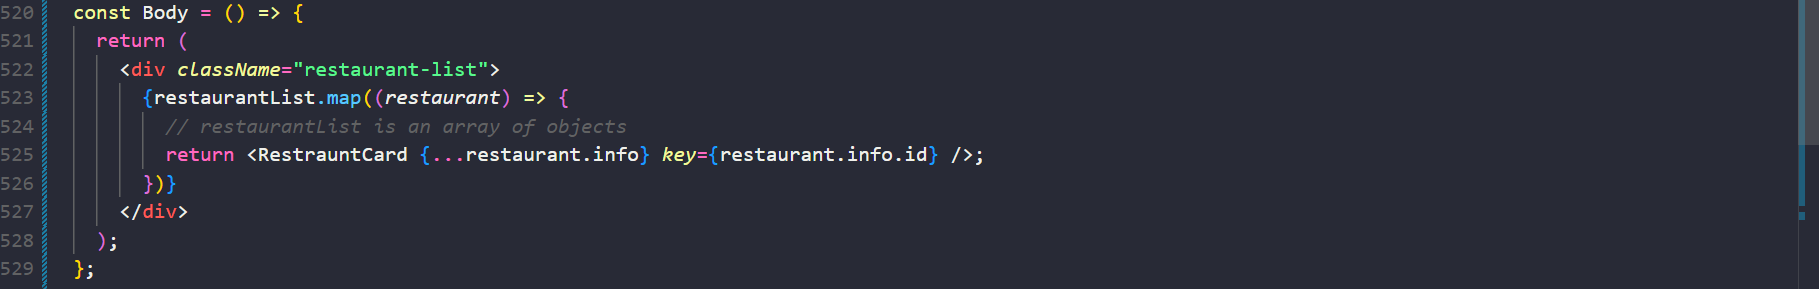 520 const Body = () => {
521 return (
522 <div className="restaurant-list">
523 {restaurantList.map((restaurant) => {
524 // restaurantList is an array of objects
525 return <RestrauntCard {...restaurant.info} key={restaurant.info.id} />;
526 })}
527 </div>
528 );
529 };